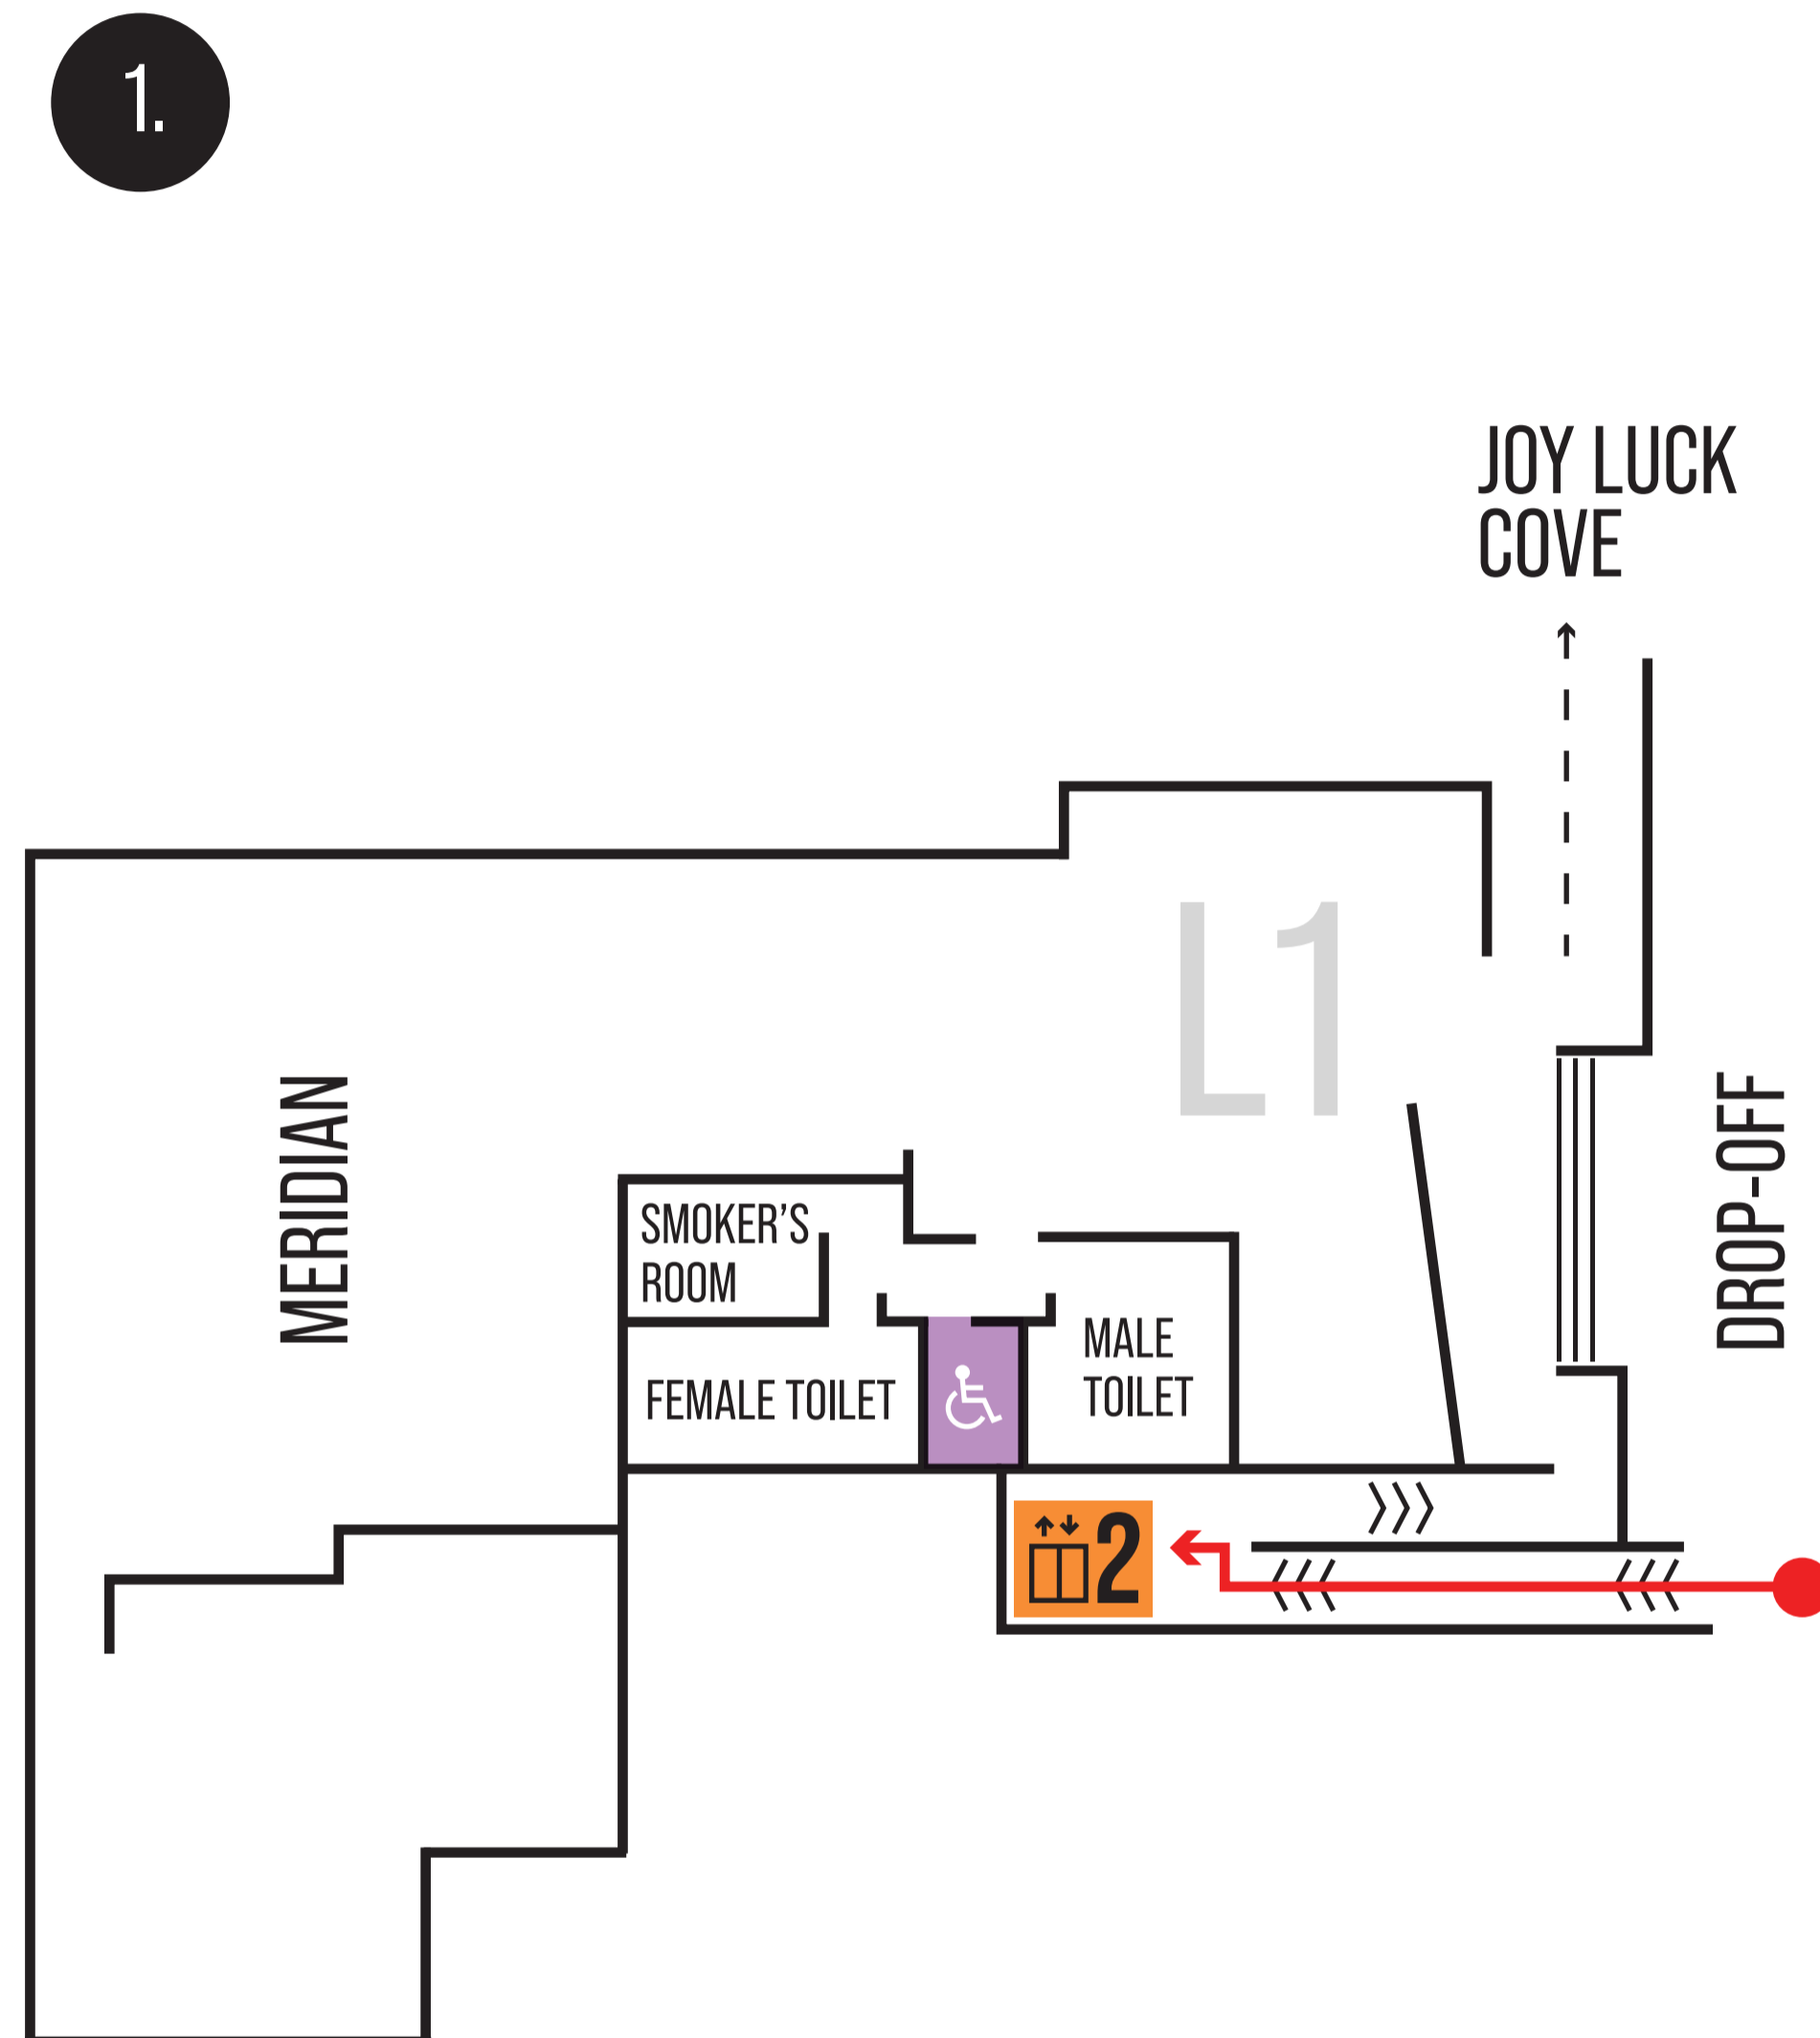 1.
JOY LUCK
COVE
L1
MERIDIAN
DROP-OFF
SMOKER'S
ROOM
FEMALE TOILET
MALE
TOILET
2